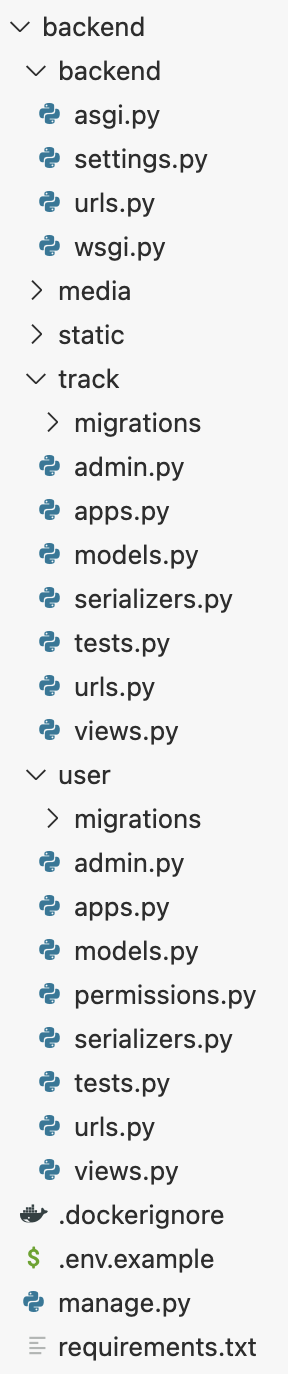 backend
backend
asgi.py
settings.py
urls.py
wsgi.py
media
static
track
migrations
admin.py
apps.py
models.py
serializers.py
tests.py
urls.py
views.py
user
migrations
admin.py
apps.py
models.py
permissions.py
serializers.py
tests.py
urls.py
views.py
.dockerignore
$ .env.example
manage.py
requirements.txt